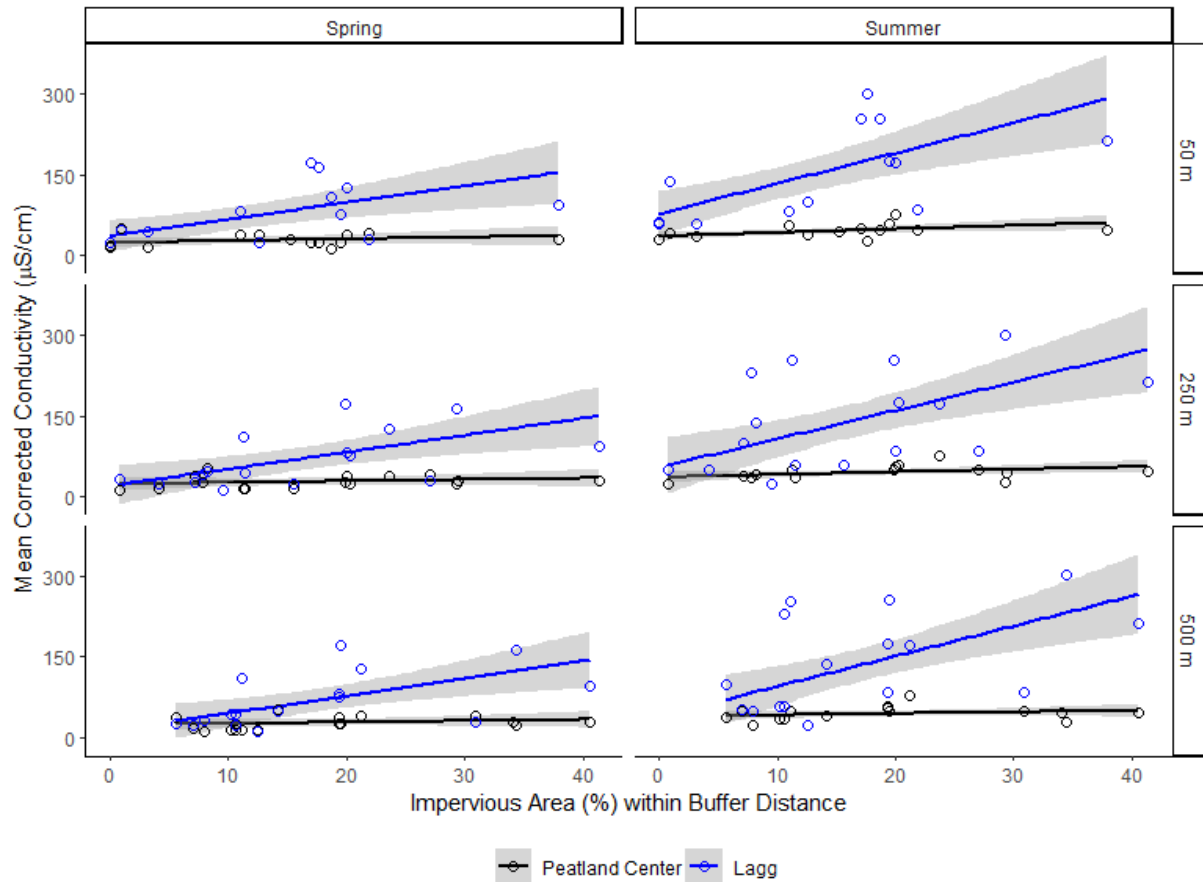 Spring
Summer
Mean Corrected Conductivity (µS/cm)
300
150
0
50 m
300
150
0
250 m
300
150
0
500 m
0 10 20 30 40
0 10 20 30 40
Impervious Area (%) within Buffer Distance
Peatland Center Lagg